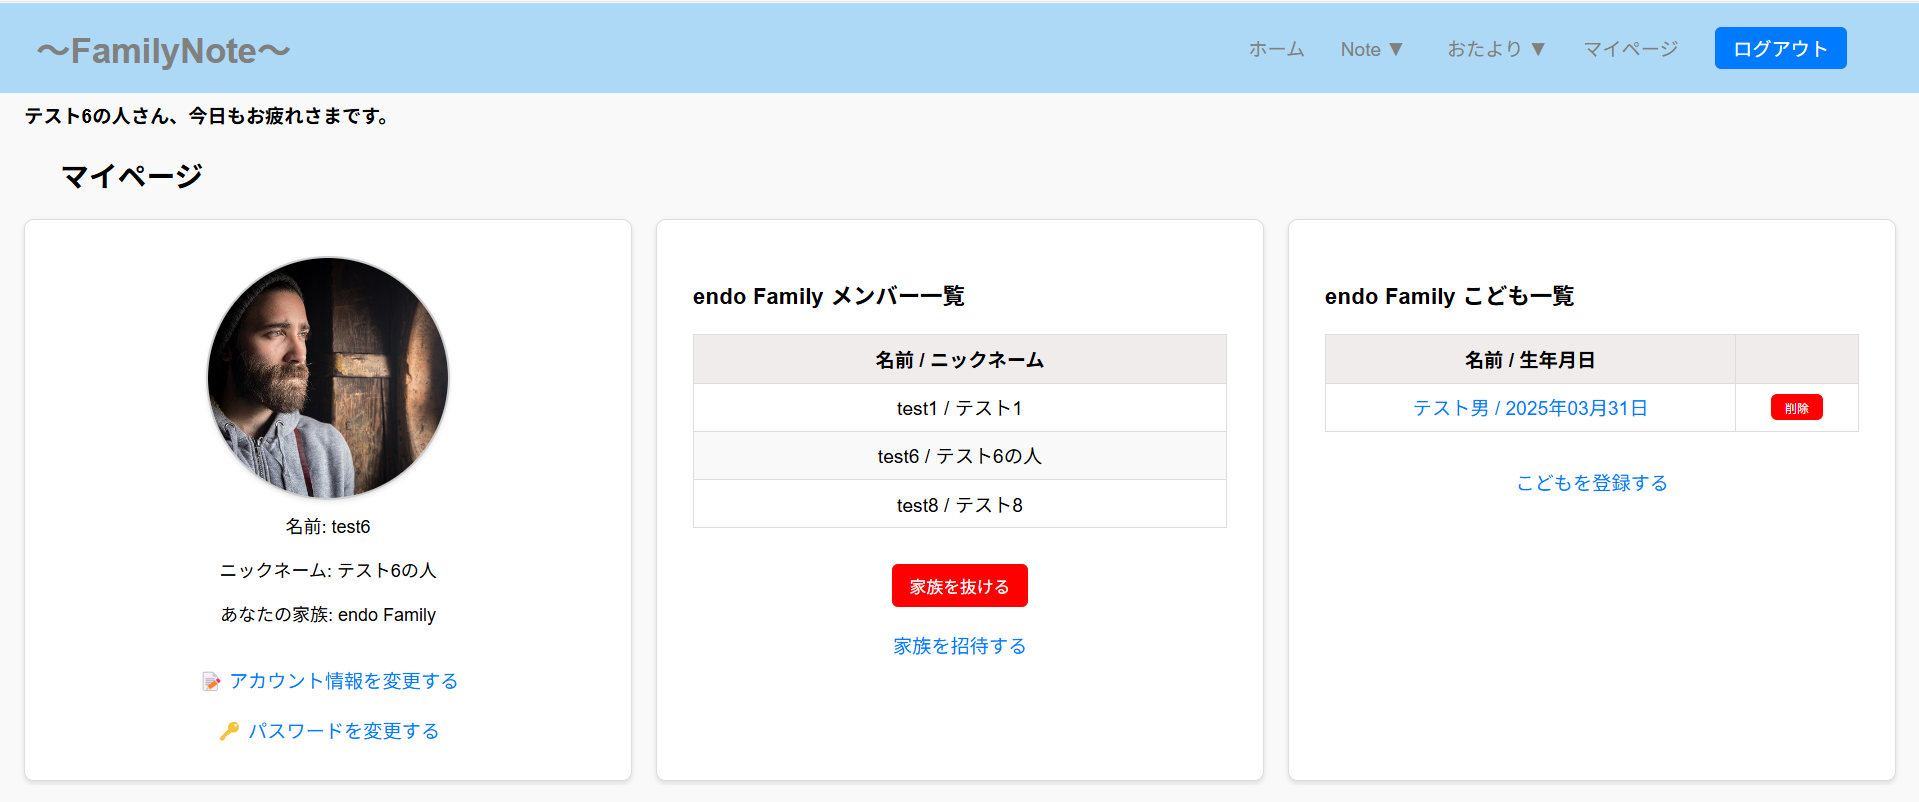 ～FamilyNote～
ホーム Note ▼ おたより ▼ マイページ ログアウト
テスト6の人さん、今日もお疲れさまです。
マイページ
名前: test6
ニックネーム: テスト6の人
あなたの家族: endo Family
アカウント情報を変更する
パスワードを変更する
endo Family メンバー一覧
名前 / ニックネーム
test1 / テスト1
test6 / テスト6の人
test8 / テスト8
家族を抜ける
家族を招待する
endo Family こども一覧
名前 / 生年月日
テスト男 / 2025年03月31日 削除
こどもを登録する